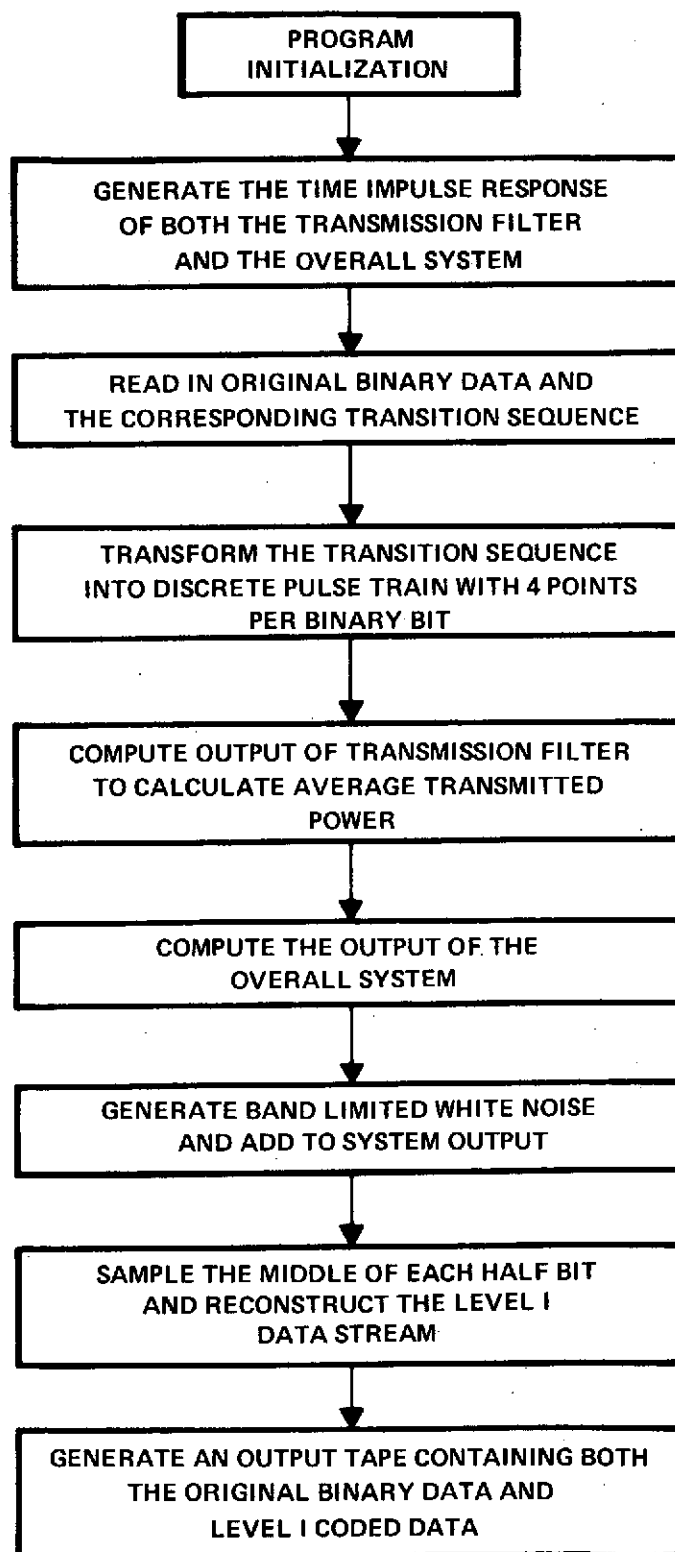 PROGRAM
INITIALIZATION
GENERATE THE TIME IMPULSE RESPONSE
OF BOTH THE TRANSMISSION FILTER
AND THE OVERALL SYSTEM
READ IN ORIGINAL BINARY DATA AND
THE CORRESPONDING TRANSITION SEQUENCE
TRANSFORM THE TRANSITION SEQUENCE
INTO DISCRETE PULSE TRAIN WITH 4 POINTS
PER BINARY BIT
COMPUTE OUTPUT OF TRANSMISSION FILTER
TO CALCULATE AVERAGE TRANSMITTED
POWER
COMPUTE THE OUTPUT OF THE
OVERALL SYSTEM
GENERATE BAND LIMITED WHITE NOISE
AND ADD TO SYSTEM OUTPUT
SAMPLE THE MIDDLE OF EACH HALF BIT
AND RECONSTRUCT THE LEVEL I
DATA STREAM
GENERATE AN OUTPUT TAPE CONTAINING BOTH
THE ORIGINAL BINARY DATA AND
LEVEL I CODED DATA